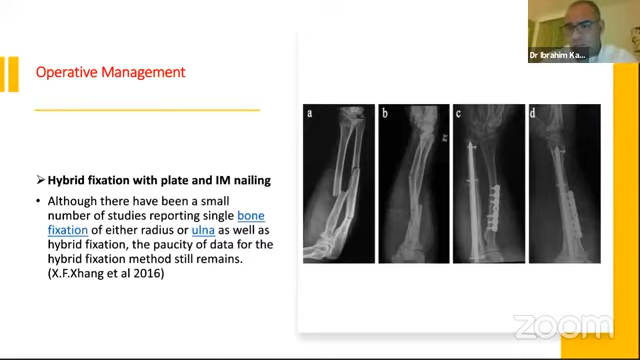 Dr Ibrahim Ka...
Operative Management
a b c d
➢ Hybrid fixation with plate and IM nailing
• Although there have been a small
number of studies reporting single bone
fixation of either radius or ulna as well as
hybrid fixation, the paucity of data for the
hybrid fixation method still remains.
(X.F.Xhang et al 2016)
zoom